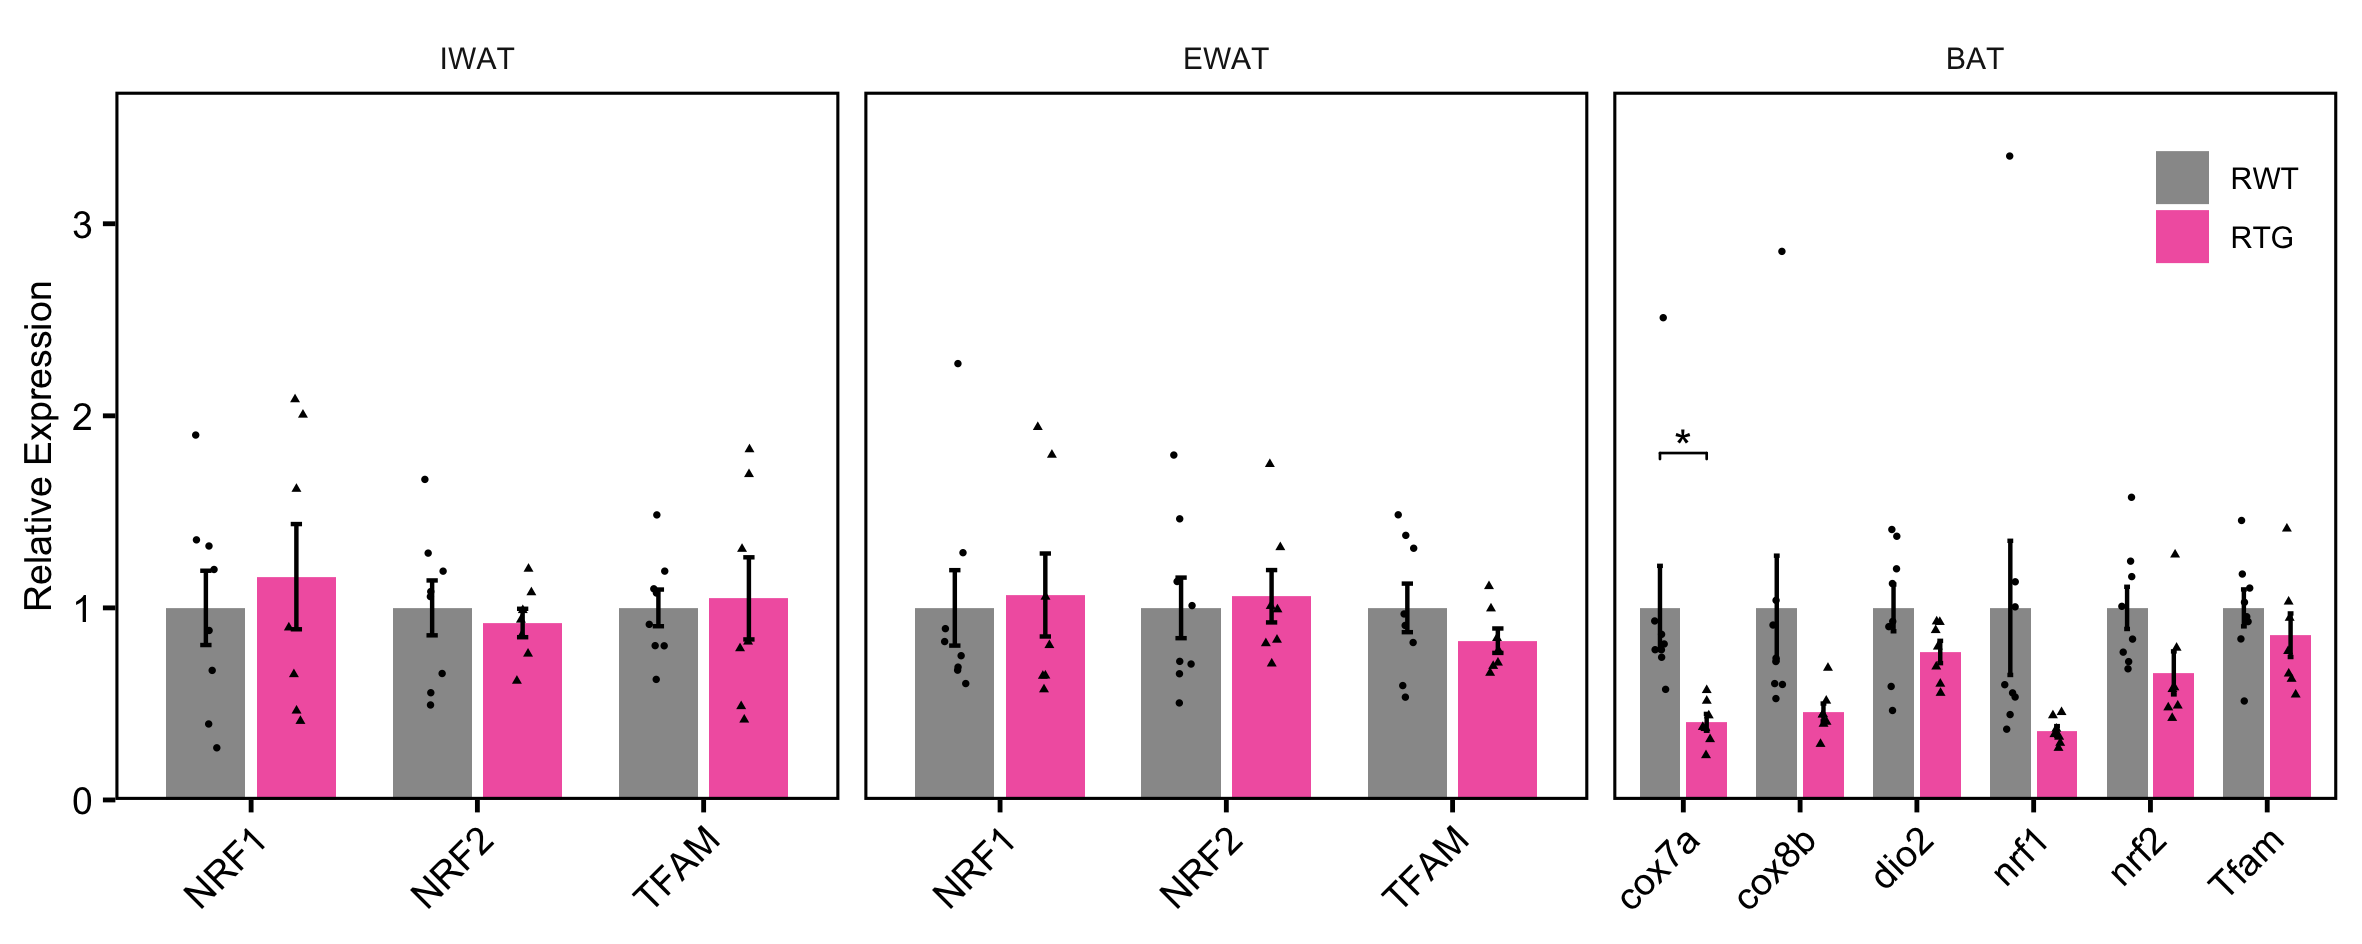 IWAT EWAT BAT
RWT
RTG
3
2
1
0
Relative Expression
*
NRF1 NRF2 TFAM NRF1 NRF2 TFAM cox7a cox8b dio2 nrf1 nrf2 Tfam